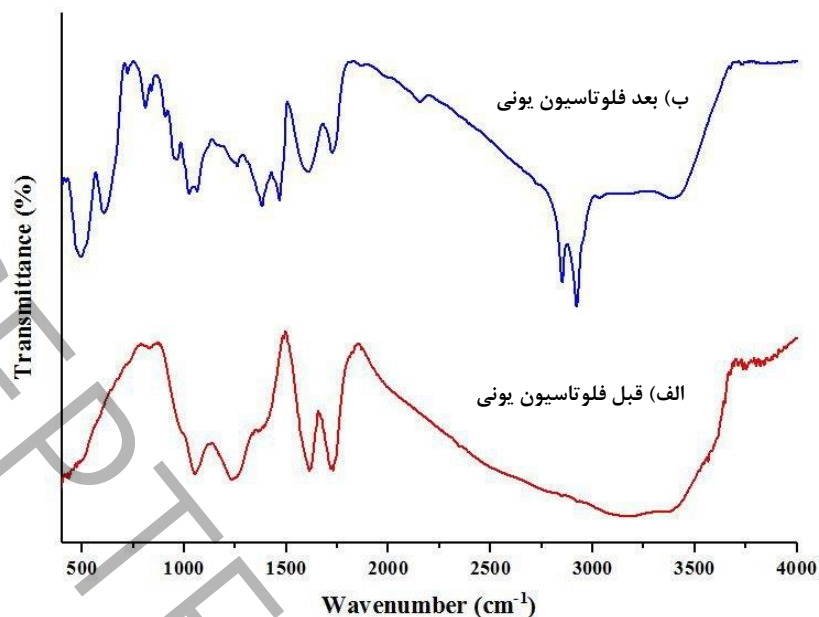 ب) بعد فلوتاسیون یونی
الف) قبل فلوتاسیون یونی
Transmittance (%)
500 1000 1500 2000 2500 3000 3500 4000
Wavenumber (cm⁻¹)